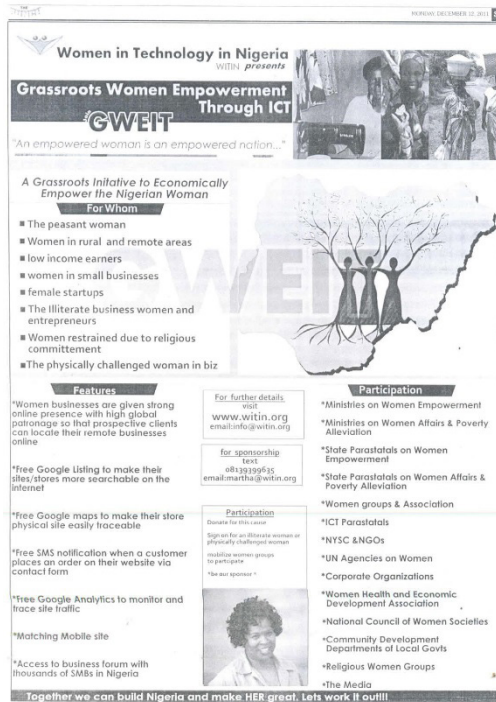 MONDAY, DECEMBER 12, 2011
Women in Technology in Nigeria
WITIN presents
Grassroots Women Empowerment
Through ICT
GWEIT
"An empowered woman is an empowered nation..."
A Grassroots Initative to Economically
Empower the Nigerian Woman
For Whom
■ The peasant woman
■ Women in rural and remote areas
■ low income earners
■ women in small businesses
■ female startups
■ The Illiterate business women and
entrepreneurs
■ Women restrained due to religious
committement
■The physically challenged woman in biz
GWEIT
Features
*Women businesses are given strong
online presence with high global
patronage so that prospective clients
can locate their remote businesses
online
*Free Google Listing to make their
sites/stores more searchable on the
internet
*Free Google maps to make their store
physical site easily traceable
*Free SMS notification when a customer
places an order on their website via
contact form
*Free Google Analytics to monitor and
trace site traffic
*Matching Mobile site
*Access to business forum with
thousands of SMBs in Nigeria
For further details
visit
www.witin.org
email:info@witin.org
for sponsorship
text
08139399635
email:martha@witin.org
Participation
Donate for this cause
Sign on for an illiterate woman or
physically challenged woman
mobilize women groups
to participate
*be our sponsor *
Participation
*Ministries on Women Empowerment
*Ministries on Women Affairs & Poverty
Alleviation
*State Parastatals on Women
Empowerment
*State Parastatals on Women Affairs &
Poverty Alleviation
*Women groups & Association
*ICT Parastatals
*NYSC &NGOs
*UN Agencies on Women
*Corporate Organizations
*Women Health and Economic
Development Association
*National Council of Women Societies
*Community Development
Departments of Local Govts
*Religious Women Groups
*The Media
Together we can build Nigeria and make HER great. Lets work it out!!!